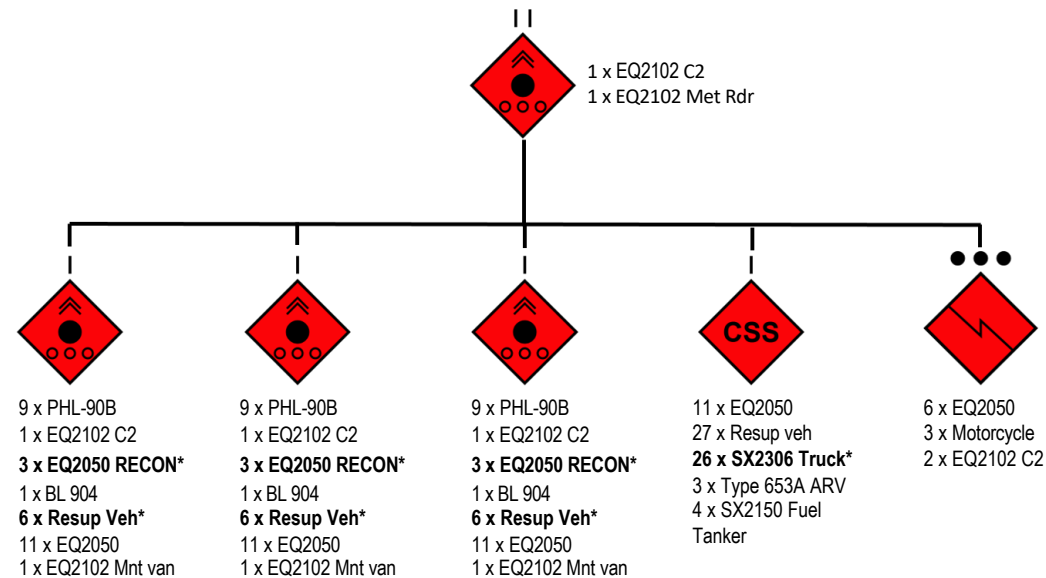 1 x EQ2102 C2
1 x EQ2102 Met Rdr
9 x PHL-90B
1 x EQ2102 C2
3 x EQ2050 RECON*
1 x BL 904
6 x Resup Veh*
11 x EQ2050
1 x EQ2102 Mnt van
9 x PHL-90B
1 x EQ2102 C2
3 x EQ2050 RECON*
1 x BL 904
6 x Resup Veh*
11 x EQ2050
1 x EQ2102 Mnt van
9 x PHL-90B
1 x EQ2102 C2
3 x EQ2050 RECON*
1 x BL 904
6 x Resup Veh*
11 x EQ2050
1 x EQ2102 Mnt van
CSS
11 x EQ2050
27 x Resup veh
26 x SX2306 Truck*
3 x Type 653A ARV
4 x SX2150 Fuel
Tanker
6 x EQ2050
3 x Motorcycle
2 x EQ2102 C2